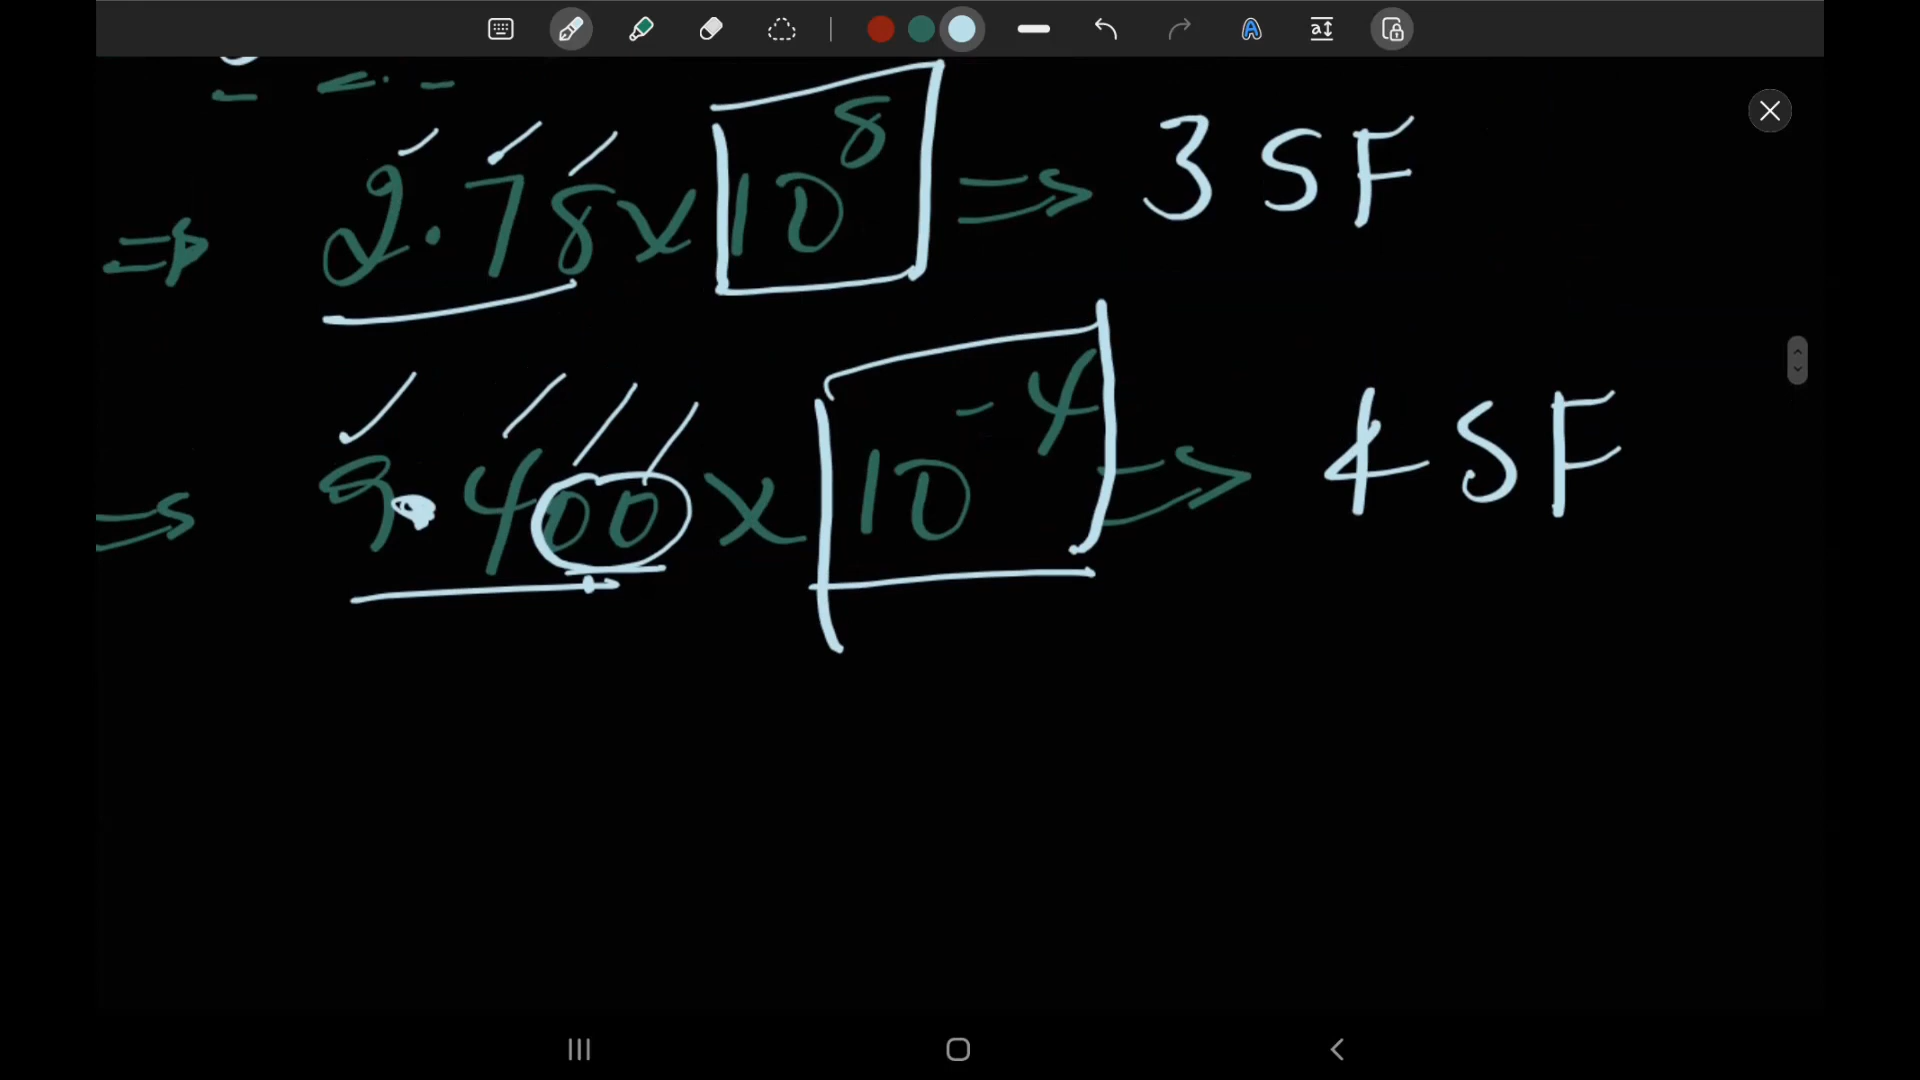 ⇒ 2.78 x 10⁸ ⇒ 3 SF
⇒ 9.400 x 10⁻⁴ ⇒ 4 SF